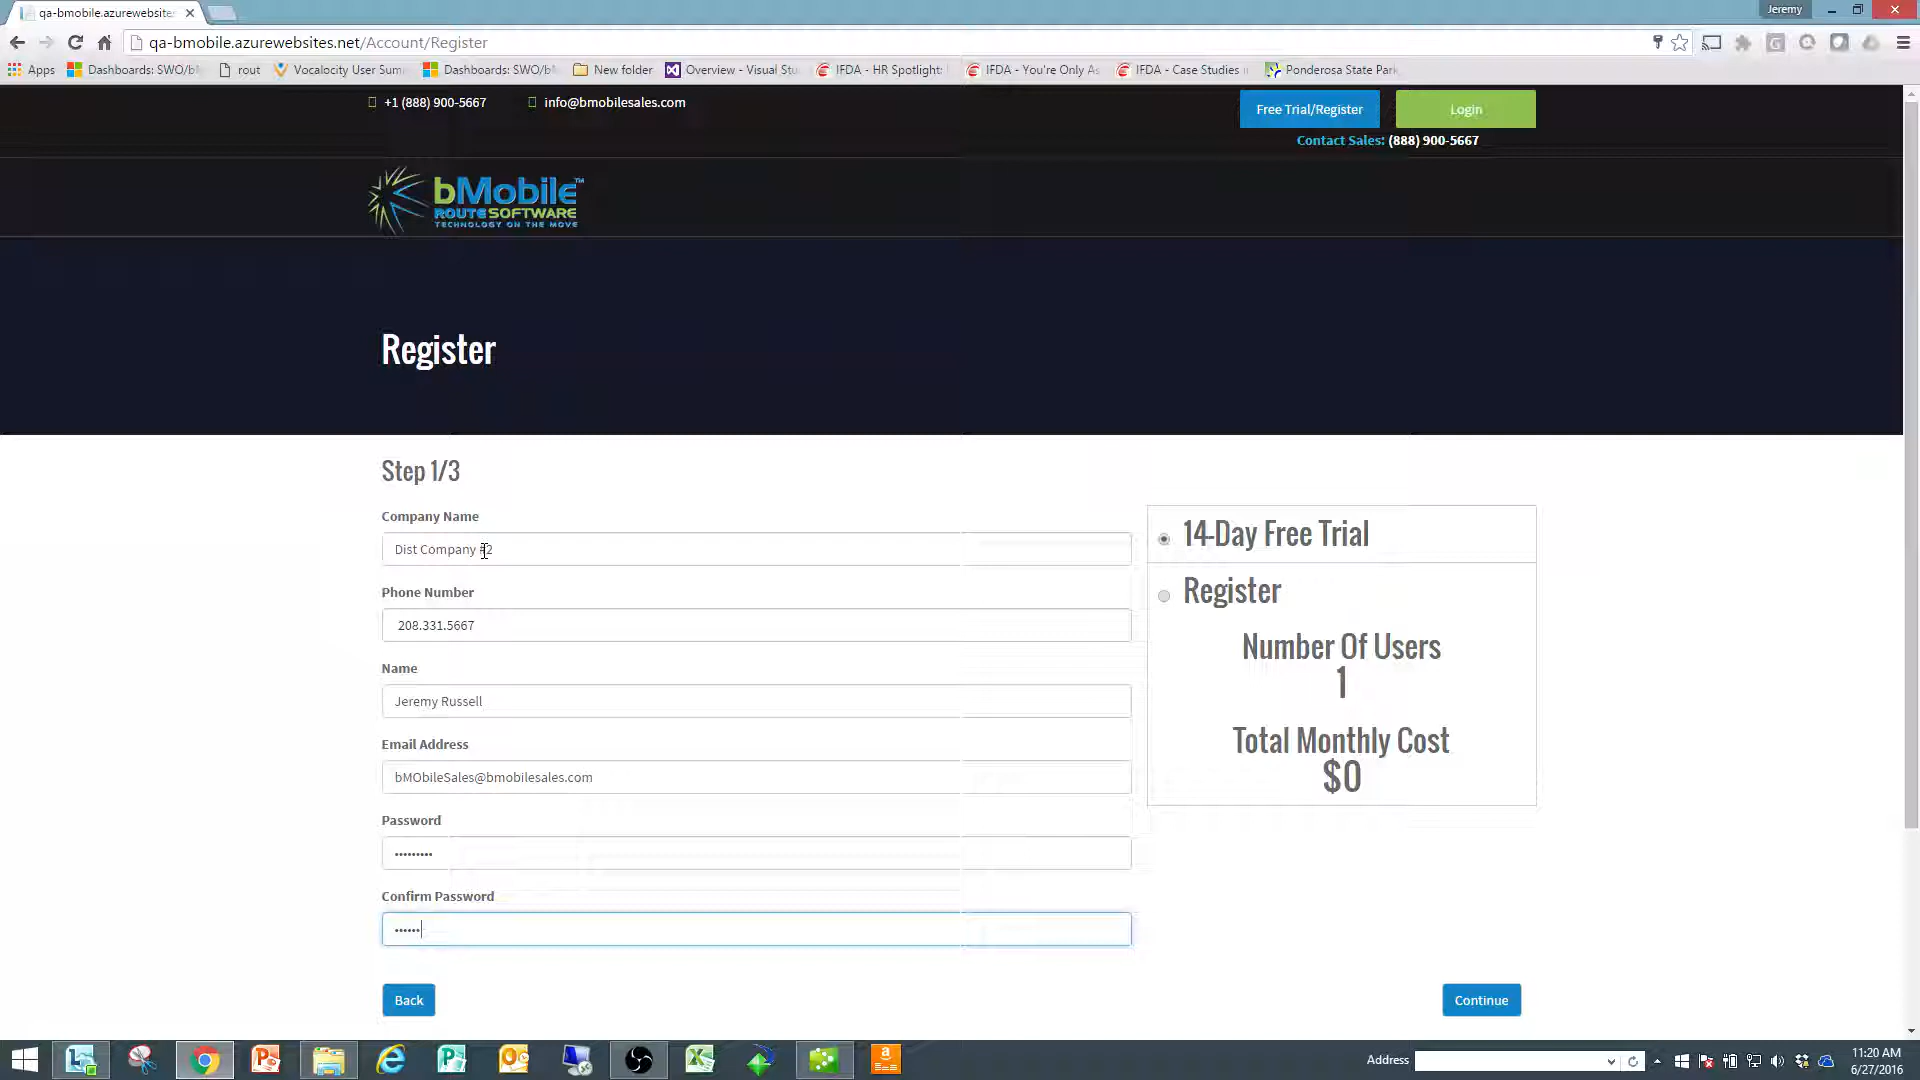 qa-bmobile.azurewebsite:
Jeremy
qa-bmobile.azurewebsites.net/Account/Register
Apps
Dashboards: SWO/b
rout
Vocalocity User Sum
Dashboards: SWO/b
New folder
Overview - Visual Stu
IFDA - HR Spotlight:
IFDA - You're Only As
IFDA - Case Studies
Ponderosa State Park
+1 (888) 900-5667
info@bmobilesales.com
Free Trial/Register
Login
Contact Sales: (888) 900-5667
bMobile™
ROUTESOFTWARE
TECHNOLOGY ON THE MOVE
Register
Step 1/3
Company Name
Dist Company #2
Phone Number
208.331.5667
Name
Jeremy Russell
Email Address
bMObileSales@bmobilesales.com
Password
•••••••••
Confirm Password
••••••
14-Day Free Trial
Register
Number Of Users
1
Total Monthly Cost
$0
Back
Continue
Address
11:20 AM
6/27/2016